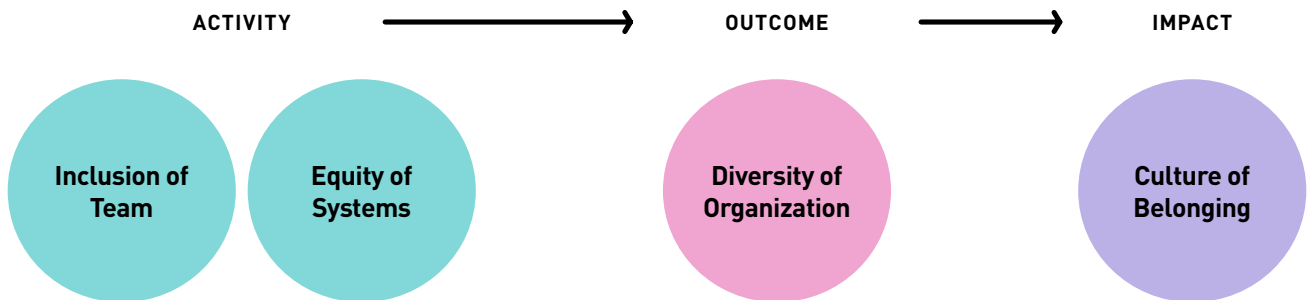 ACTIVITY
OUTCOME
IMPACT
Inclusion of
Team
Equity of
Systems
Diversity of
Organization
Culture of
Belonging